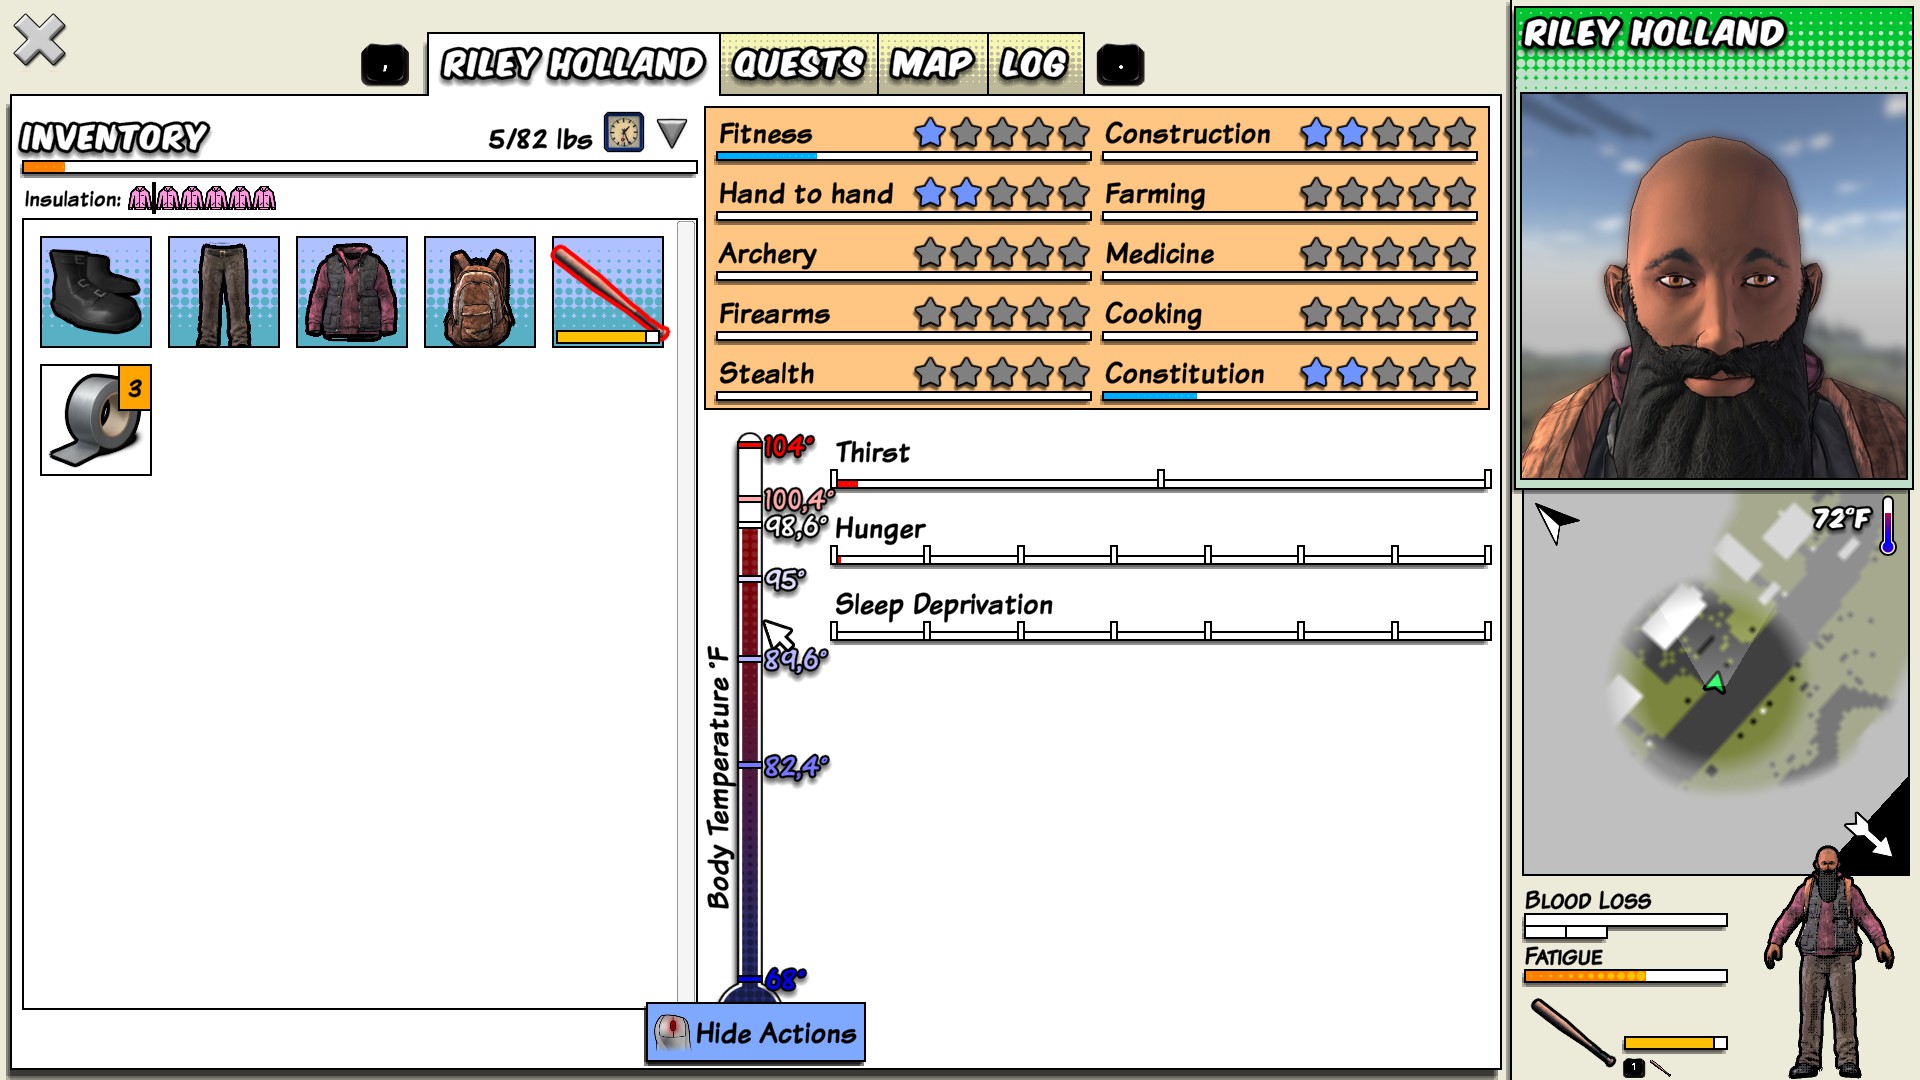 ,
RILEY HOLLAND
QUESTS
MAP
LOG
.
INVENTORY
5/82 lbs
Insulation:
3
Fitness
Construction
Hand to hand
Farming
Archery
Medicine
Firearms
Cooking
Stealth
Constitution
104°
100,4°
98,6°
95°
89,6°
82,4°
68°
Body Temperature °F
Thirst
Hunger
Sleep Deprivation
Hide Actions
RILEY HOLLAND
72°F
BLOOD LOSS
FATIGUE
1